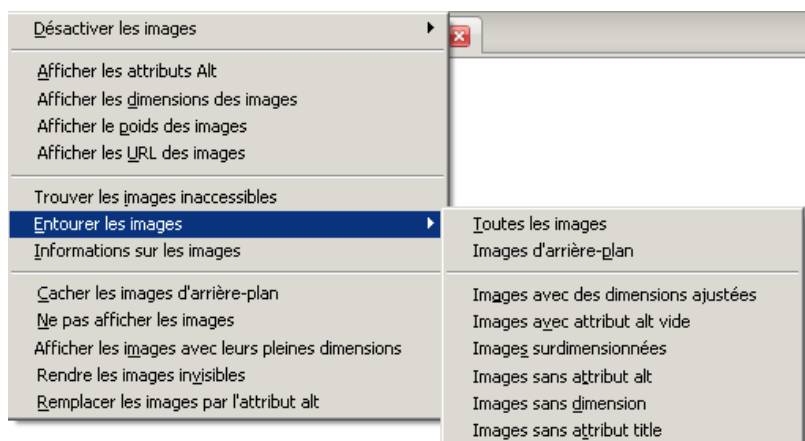 Désactiver les images
Afficher les attributs Alt
Afficher les dimensions des images
Afficher le poids des images
Afficher les URL des images
Trouver les images inaccessibles
Entourer les images
Informations sur les images
Cacher les images d'arrière-plan
Ne pas afficher les images
Afficher les images avec leurs pleines dimensions
Rendre les images invisibles
Remplacer les images par l'attribut alt
Toutes les images
Images d'arrière-plan
Images avec des dimensions ajustées
Images avec attribut alt vide
Images surdimensionnées
Images sans attribut alt
Images sans dimension
Images sans attribut title